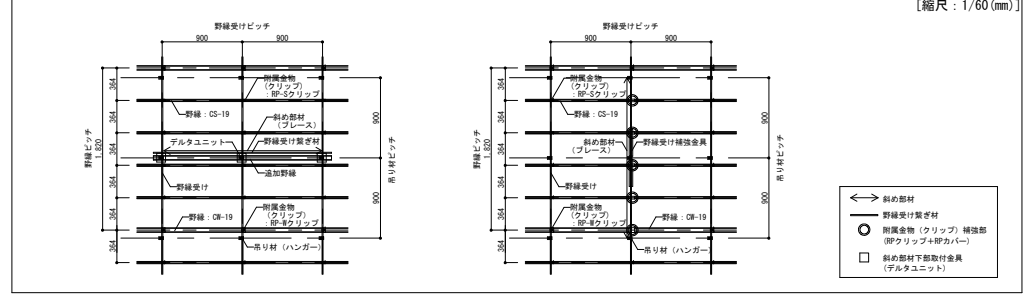 [縮尺：1/60(mm)]
野縁受けピッチ
900
900
364
364
364
364
364
364
1,820
野縁ピッチ
附属金物
(クリップ)
：RP-Sクリップ
野縁：CS-19
斜め部材
(ブレース)
デルタユニット
野縁受け繋ぎ材
追加野縁
野縁受け
附属金物
(クリップ)
：RP-Wクリップ
野縁：CW-19
吊り材（ハンガー）
900
900
吊り材ピッチ
野縁受けピッチ
900
900
364
364
364
364
364
364
1,820
野縁ピッチ
附属金物
(クリップ)
：RP-Sクリップ
野縁：CS-19
斜め部材
(ブレース)
野縁受け補強金具
野縁受け
附属金物
(クリップ)
：RP-Wクリップ
野縁：CW-19
吊り材（ハンガー）
900
900
吊り材ピッチ
斜め部材
野縁受け繋ぎ材
附属金物（クリップ）補強部
(RPクリップ＋RPカバー)
斜め部材下部取付金具
(デルタユニット)